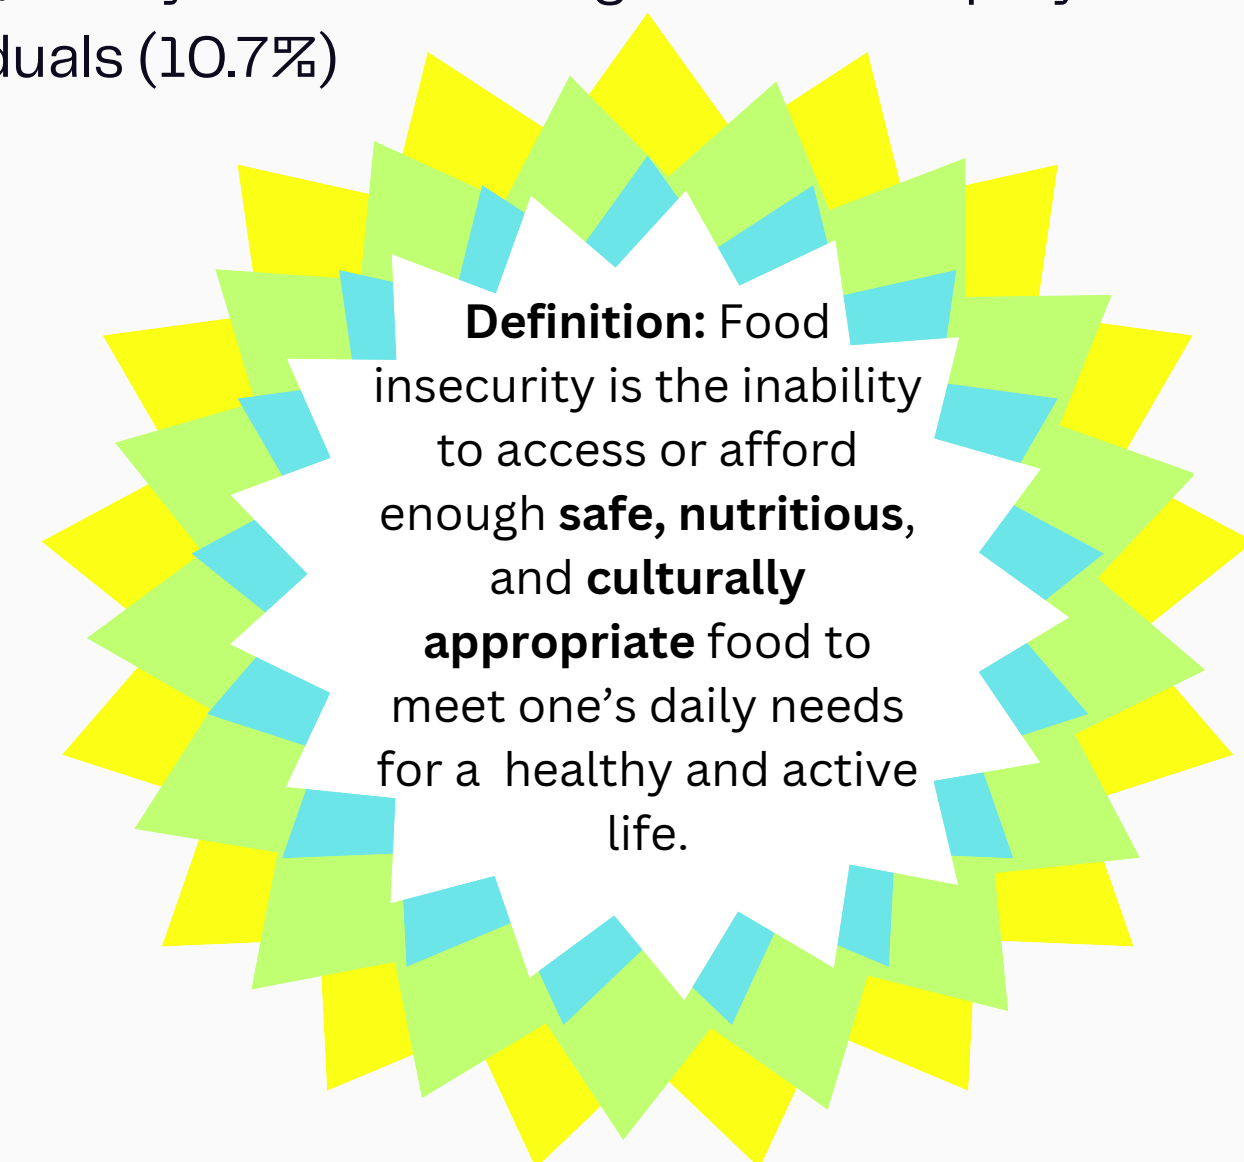 duals (10.7%)
Definition: Food
insecurity is the inability
to access or afford
enough safe, nutritious,
and culturally
appropriate food to
meet one’s daily needs
for a  healthy and active
life.